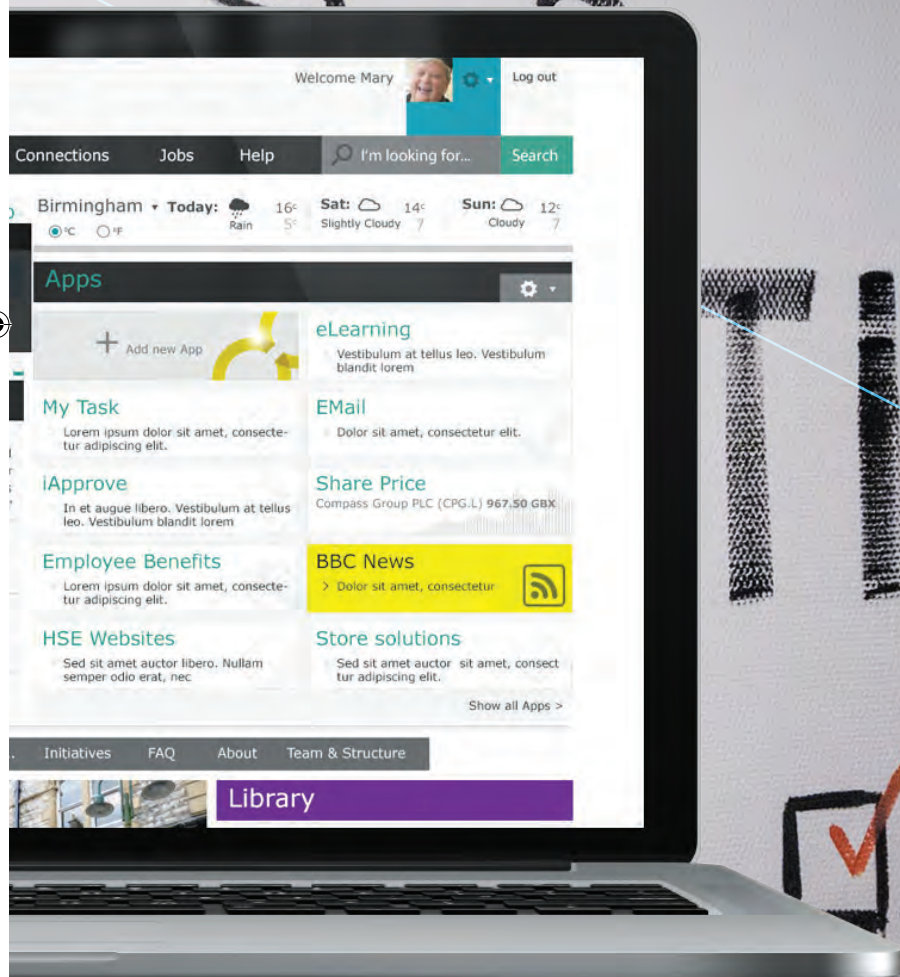 Welcome Mary
Log out
Connections Jobs Help I'm looking for... Search
Birmingham Today: Rain 16c 5c Sat: Slightly Cloudy 14c 7 Sun: Cloudy 12c 7
°C °F
Apps
Add new App
eLearning
Vestibulum at tellus leo. Vestibulum
blandit lorem
My Task
Lorem ipsum dolor sit amet, consecte-
tur adipiscing elit.
EMail
Dolor sit amet, consectetur elit.
iApprove
In et augue libero. Vestibulum at tellus
leo. Vestibulum blandit lorem
Share Price
Compass Group PLC (CPG.L) 967.50 GBX
Employee Benefits
Lorem ipsum dolor sit amet, consecte-
tur adipiscing elit.
BBC News
> Dolor sit amet, consectetur
HSE Websites
Sed sit amet auctor libero. Nullam
semper odio erat, nec
Store solutions
Sed sit amet auctor sit amet, consect
tur adipiscing elit.
Show all Apps >
Initiatives FAQ About Team & Structure
Library